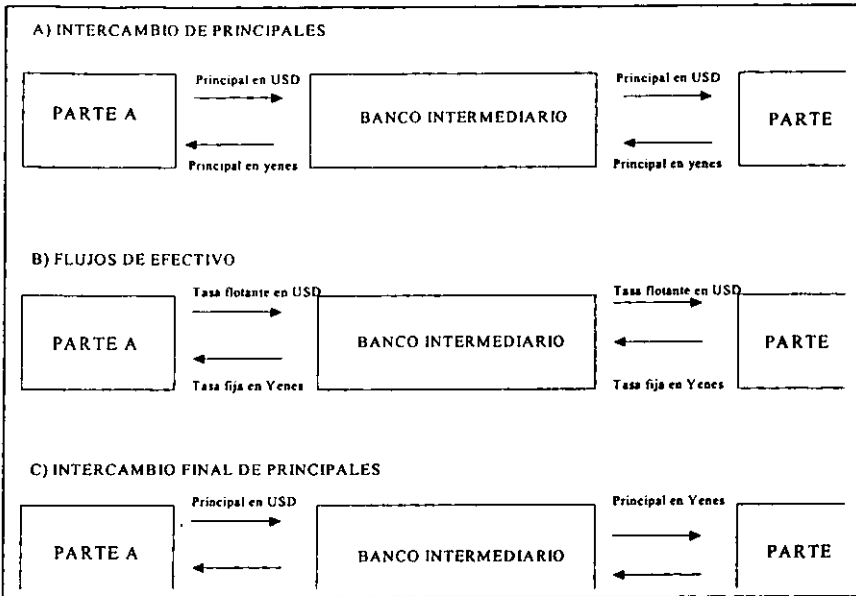 A) INTERCAMBIO DE PRINCIPALES
Principal en USD
Principal en USD
PARTE A
BANCO INTERMEDIARIO
PARTE
Principal en yenes
Principal en yenes
B) FLUJOS DE EFECTIVO
Tasa flotante en USD
Tasa flotante en USD
PARTE A
BANCO INTERMEDIARIO
PARTE
Tasa fija en Yenes
Tasa fija en Yenes
C) INTERCAMBIO FINAL DE PRINCIPALES
Principal en USD
Principal en Yenes
PARTE A
BANCO INTERMEDIARIO
PARTE